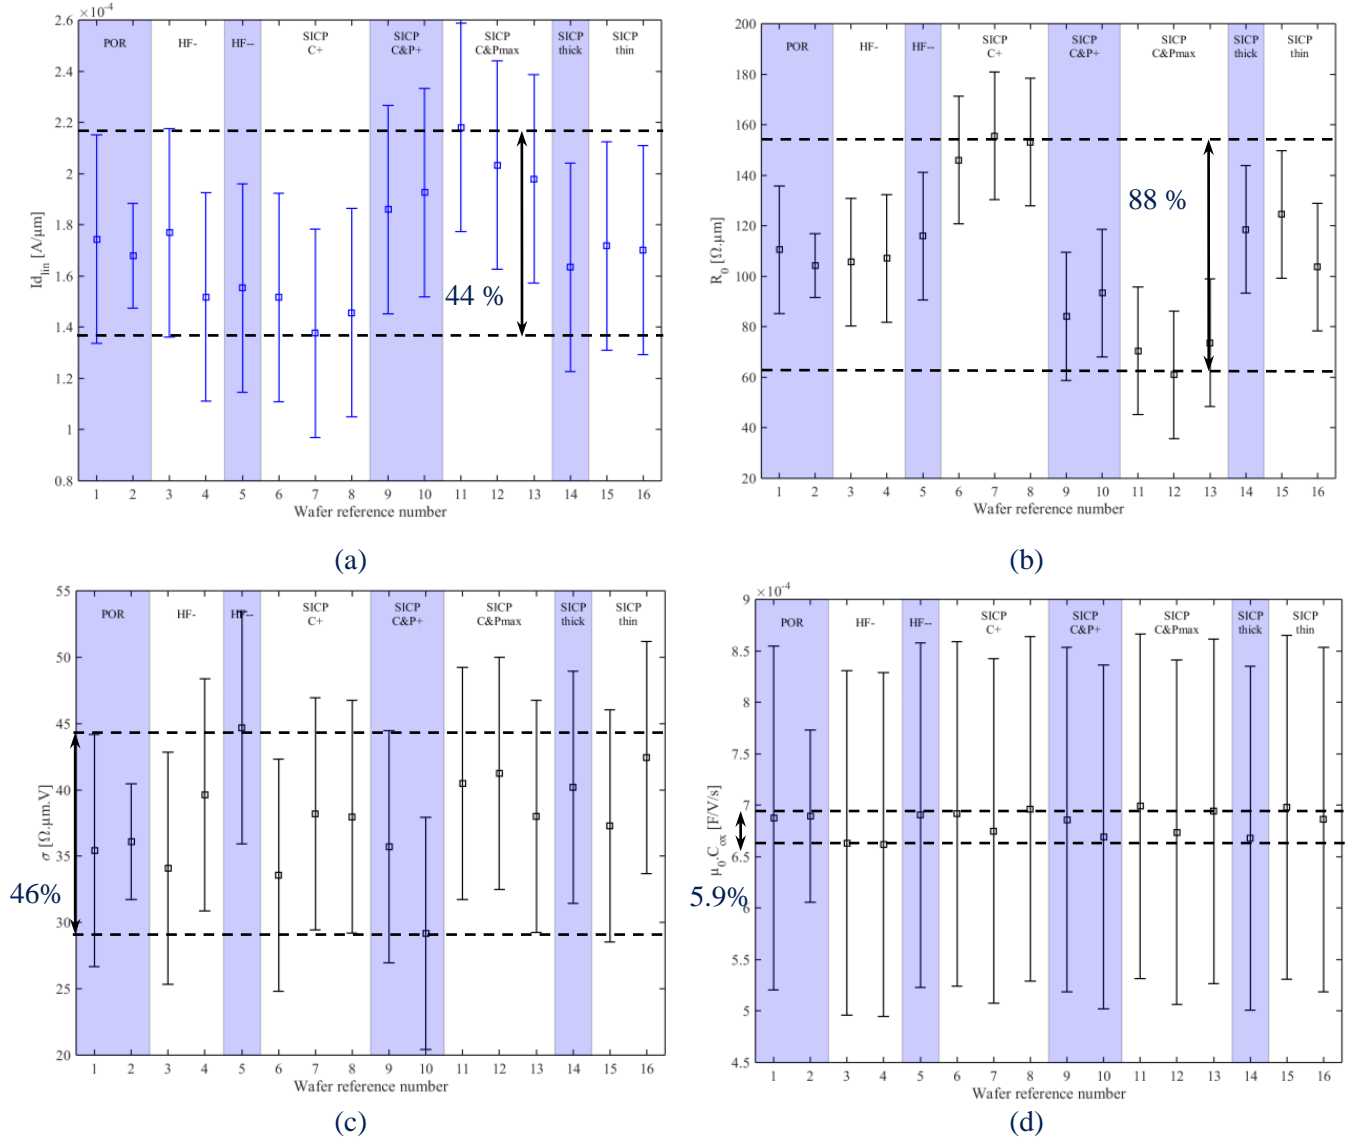 ×10⁻⁴
2.6
2.4
2.2
2
1.8
1.6
1.4
1.2
1
0.8
Id_lin [A/µm]
POR
HF-
HF--
SICP
C+
SICP
C&P+
SICP
C&Pmax
SICP
thick
SICP
thin
44 %
1 2 3 4 5 6 7 8 9 10 11 12 13 14 15 16
Wafer reference number
(a)
200
180
160
140
120
100
80
60
40
20
R_0 [Ω.µm]
POR
HF-
HF--
SICP
C+
SICP
C&P+
SICP
C&Pmax
SICP
thick
SICP
thin
88 %
1 2 3 4 5 6 7 8 9 10 11 12 13 14 15 16
Wafer reference number
(b)
55
50
45
40
35
30
25
20
σ [Ω.µm.V]
POR
HF-
HF--
SICP
C+
SICP
C&P+
SICP
C&Pmax
SICP
thick
SICP
thin
46%
1 2 3 4 5 6 7 8 9 10 11 12 13 14 15 16
Wafer reference number
(c)
×10⁻⁴
9
8.5
8
7.5
7
6.5
6
5.5
5
4.5
µ_0.C_ox [F/V/s]
POR
HF-
HF--
SICP
C+
SICP
C&P+
SICP
C&Pmax
SICP
thick
SICP
thin
5.9%
1 2 3 4 5 6 7 8 9 10 11 12 13 14 15 16
Wafer reference number
(d)